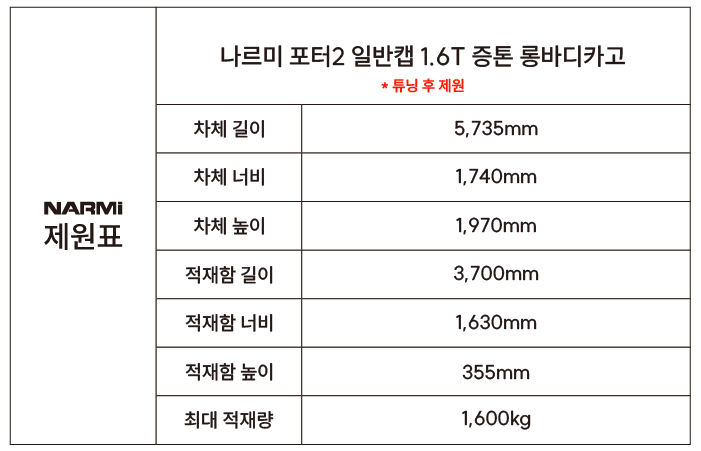 나르미 포터2 일반캡 1.6T 증톤 롱바디카고
* 튜닝 후 제원
NARMi
제원표
차체 길이 5,735mm
차체 너비 1,740mm
차체 높이 1,970mm
적재함 길이 3,700mm
적재함 너비 1,630mm
적재함 높이 355mm
최대 적재량 1,600kg